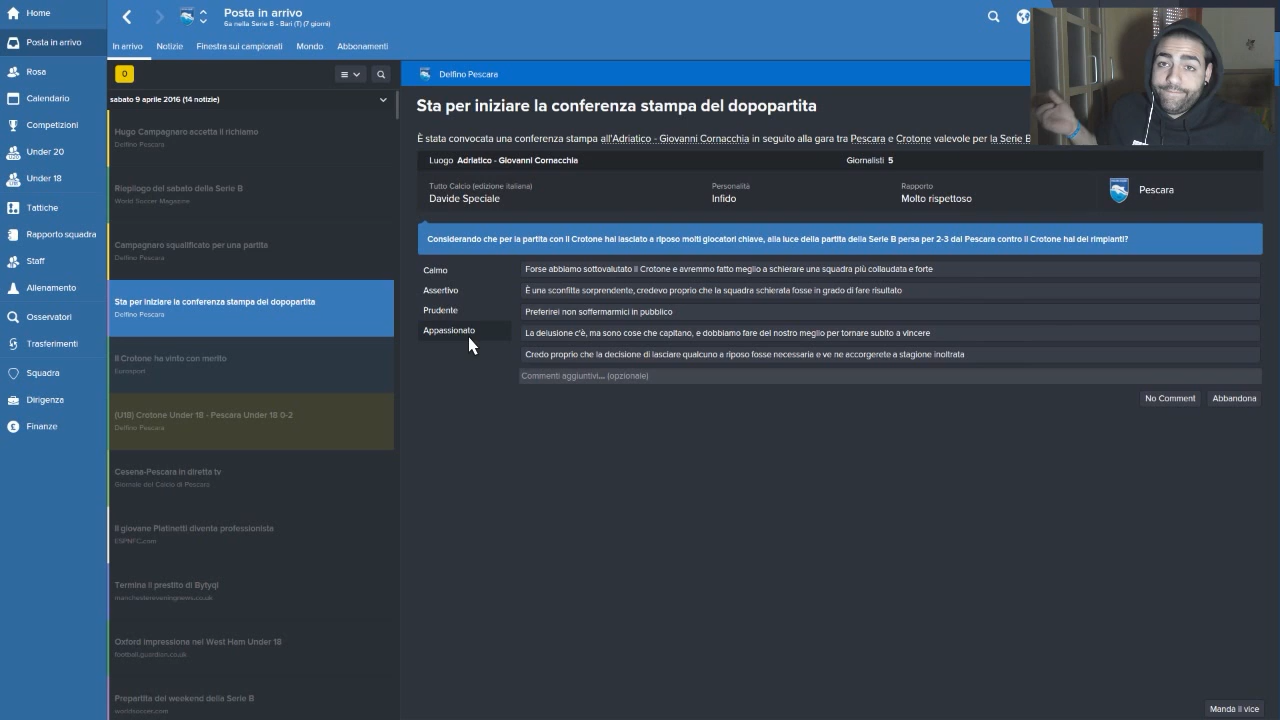 Home
Posta in arrivo
Rosa
Calendario
Competizioni
Under 20
Under 18
Tattiche
Rapporto squadra
Staff
Allenamento
Osservatori
Trasferimenti
Squadra
Dirigenza
Finanze
Posta in arrivo
6a nella Serie B - Bari (T) (7 giorni)
In arrivo Notizie Finestra sui campionati Mondo Abbonamenti
0
sabato 9 aprile 2016 (14 notizie)
Hugo Campagnaro accetta il richiamo
Delfino Pescara
Riepilogo del sabato della Serie B
World Soccer Magazine
Campagnaro squalificato per una partita
Delfino Pescara
Sta per iniziare la conferenza stampa del dopopartita
Delfino Pescara
Il Crotone ha vinto con merito
Eurosport
(U18) Crotone Under 18 - Pescara Under 18 0-2
Delfino Pescara
Cesena-Pescara in diretta tv
Giornale del Calcio di Pescara
Il giovane Platinetti diventa professionista
ESPNFC.com
Termina il prestito di Bytyqi
manchestereveningnews.co.uk
Oxford impressiona nel West Ham Under 18
football.guardian.co.uk
Prepartita del weekend della Serie B
worldsoccer.com
Delfino Pescara
Sta per iniziare la conferenza stampa del dopopartita
È stata convocata una conferenza stampa all'Adriatico - Giovanni Cornacchia in seguito alla gara tra Pescara e Crotone valevole per la Serie B
Luogo Adriatico - Giovanni Cornacchia Giornalisti 5
Tutto Calcio (edizione italiana) Personalità Rapporto
Davide Speciale Infido Molto rispettoso Pescara
Considerando che per la partita con il Crotone hai lasciato a riposo molti giocatori chiave, alla luce della partita della Serie B persa per 2-3 dal Pescara contro il Crotone hai dei rimpianti?
Calmo
Assertivo
Prudente
Appassionato
Forse abbiamo sottovalutato il Crotone e avremmo fatto meglio a schierare una squadra più collaudata e forte
È una sconfitta sorprendente, credevo proprio che la squadra schierata fosse in grado di fare risultato
Preferirei non soffermarmici in pubblico
La delusione c'è, ma sono cose che capitano, e dobbiamo fare del nostro meglio per tornare subito a vincere
Credo proprio che la decisione di lasciare qualcuno a riposo fosse necessaria e ve ne accorgerete a stagione inoltrata
Commenti aggiuntivi... (opzionale)
No Comment Abbandona
Manda il vice